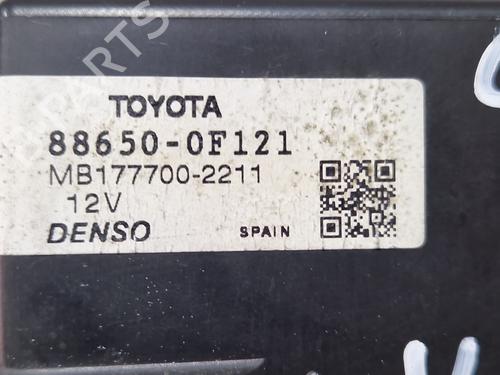 TOYOTA
88650-0F121
MB177700-2211
12V
DENSO SPAIN